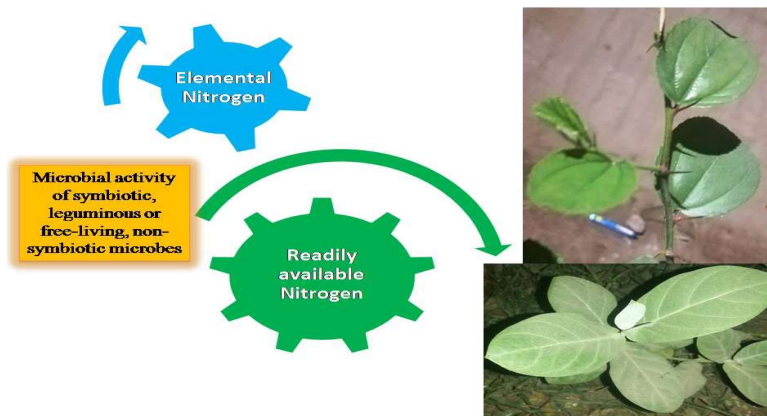 Elemental
Nitrogen
Microbial activity
of symbiotic,
leguminous or
free-living, non-
symbiotic microbes
Readily
available
Nitrogen